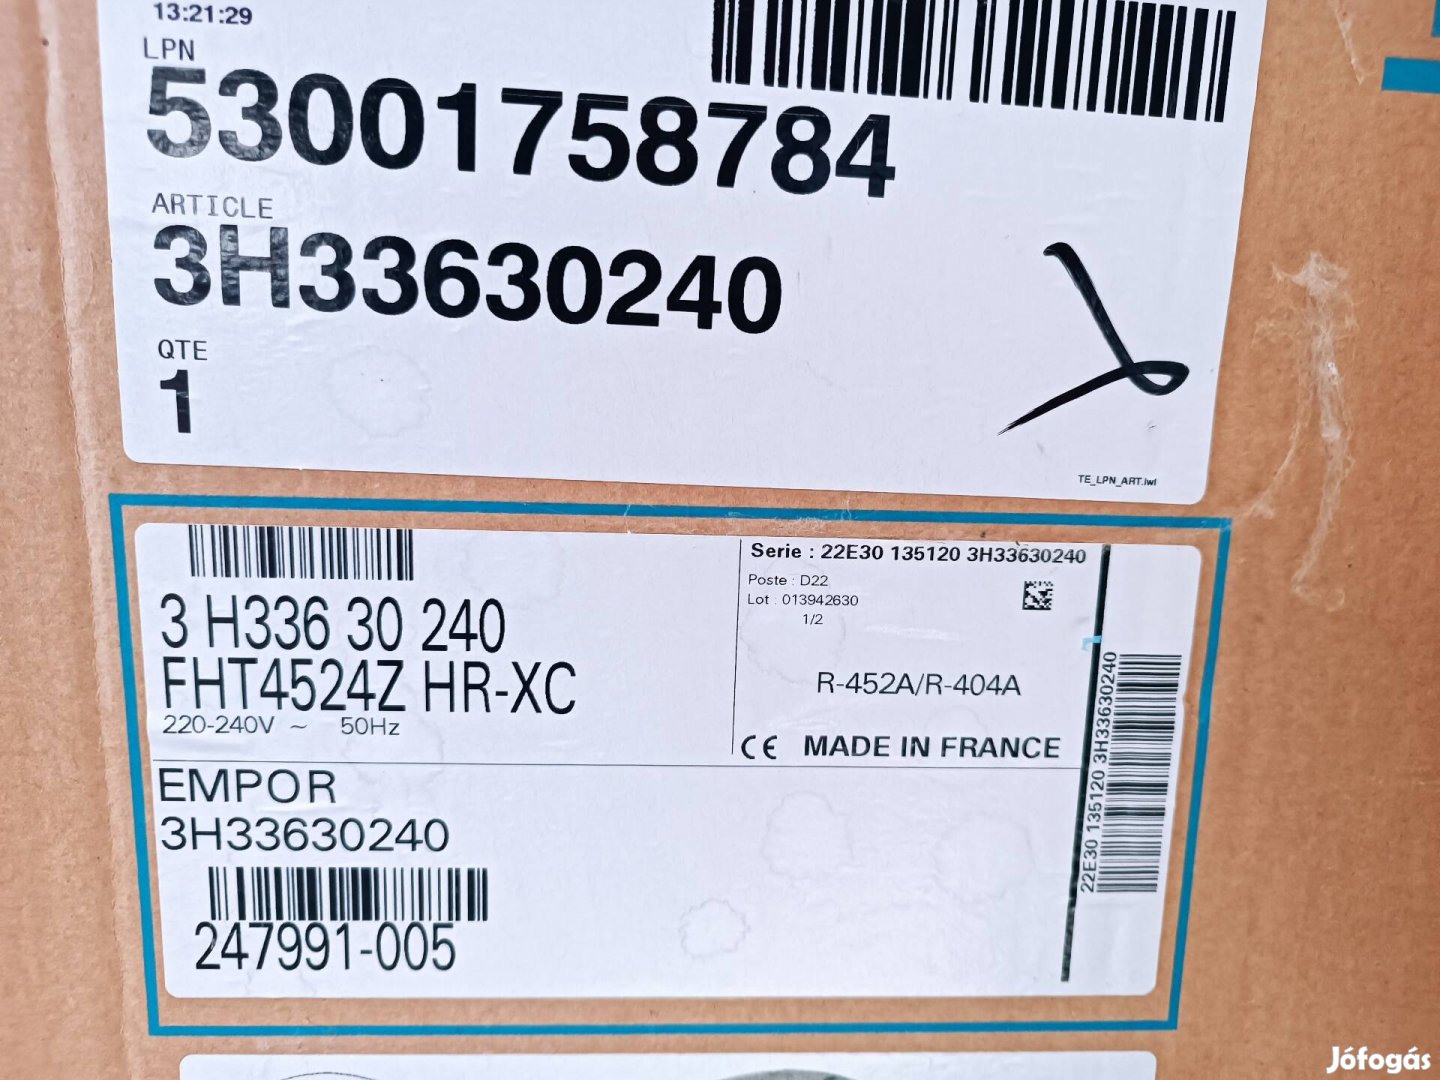 13:21:29
LPN
53001758784
ARTICLE
3H33630240
QTE
1
TE_LPN_ART.lwl
3 H336 30 240
FHT4524Z HR-XC
220-240V ~ 50Hz
Serie : 22E30 135120 3H33630240
Poste : D22
Lot : 013942630
1/2
R-452A/R-404A
CE MADE IN FRANCE
EMPOR
3H33630240
247991-005
22E30 135120 3H33630240
Jófogás